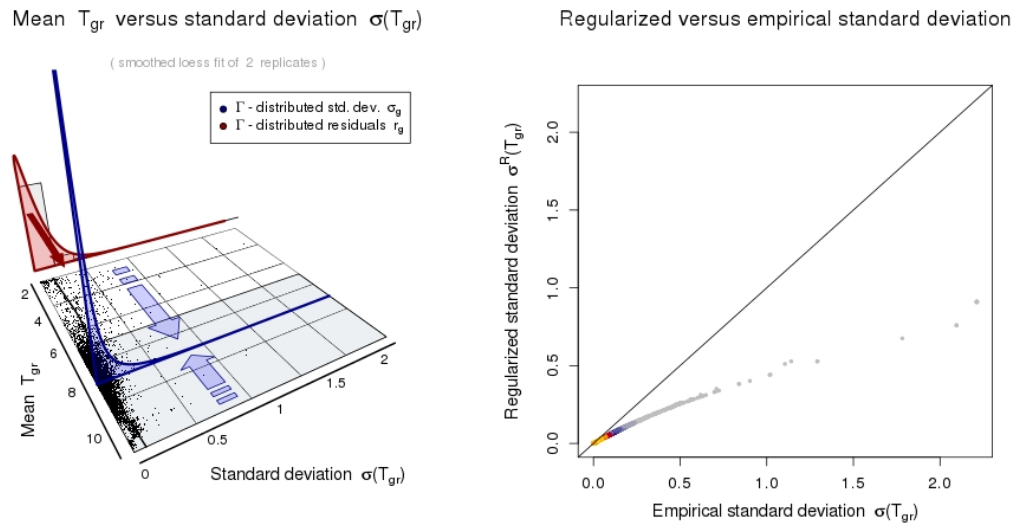 Mean T_gr versus standard deviation σ(T_gr)
( smoothed loess fit of 2 replicates )
Γ - distributed std. dev. σ_g
Γ - distributed residuals r_g
2
4
6
8
10
Mean T_gr
0
0.5
1
1.5
2
Standard deviation σ(T_gr)
Regularized versus empirical standard deviation
Regularized standard deviation σ^R(T_gr)
2.0
1.5
1.0
0.5
0.0
0.0 0.5 1.0 1.5 2.0
Empirical standard deviation σ(T_gr)